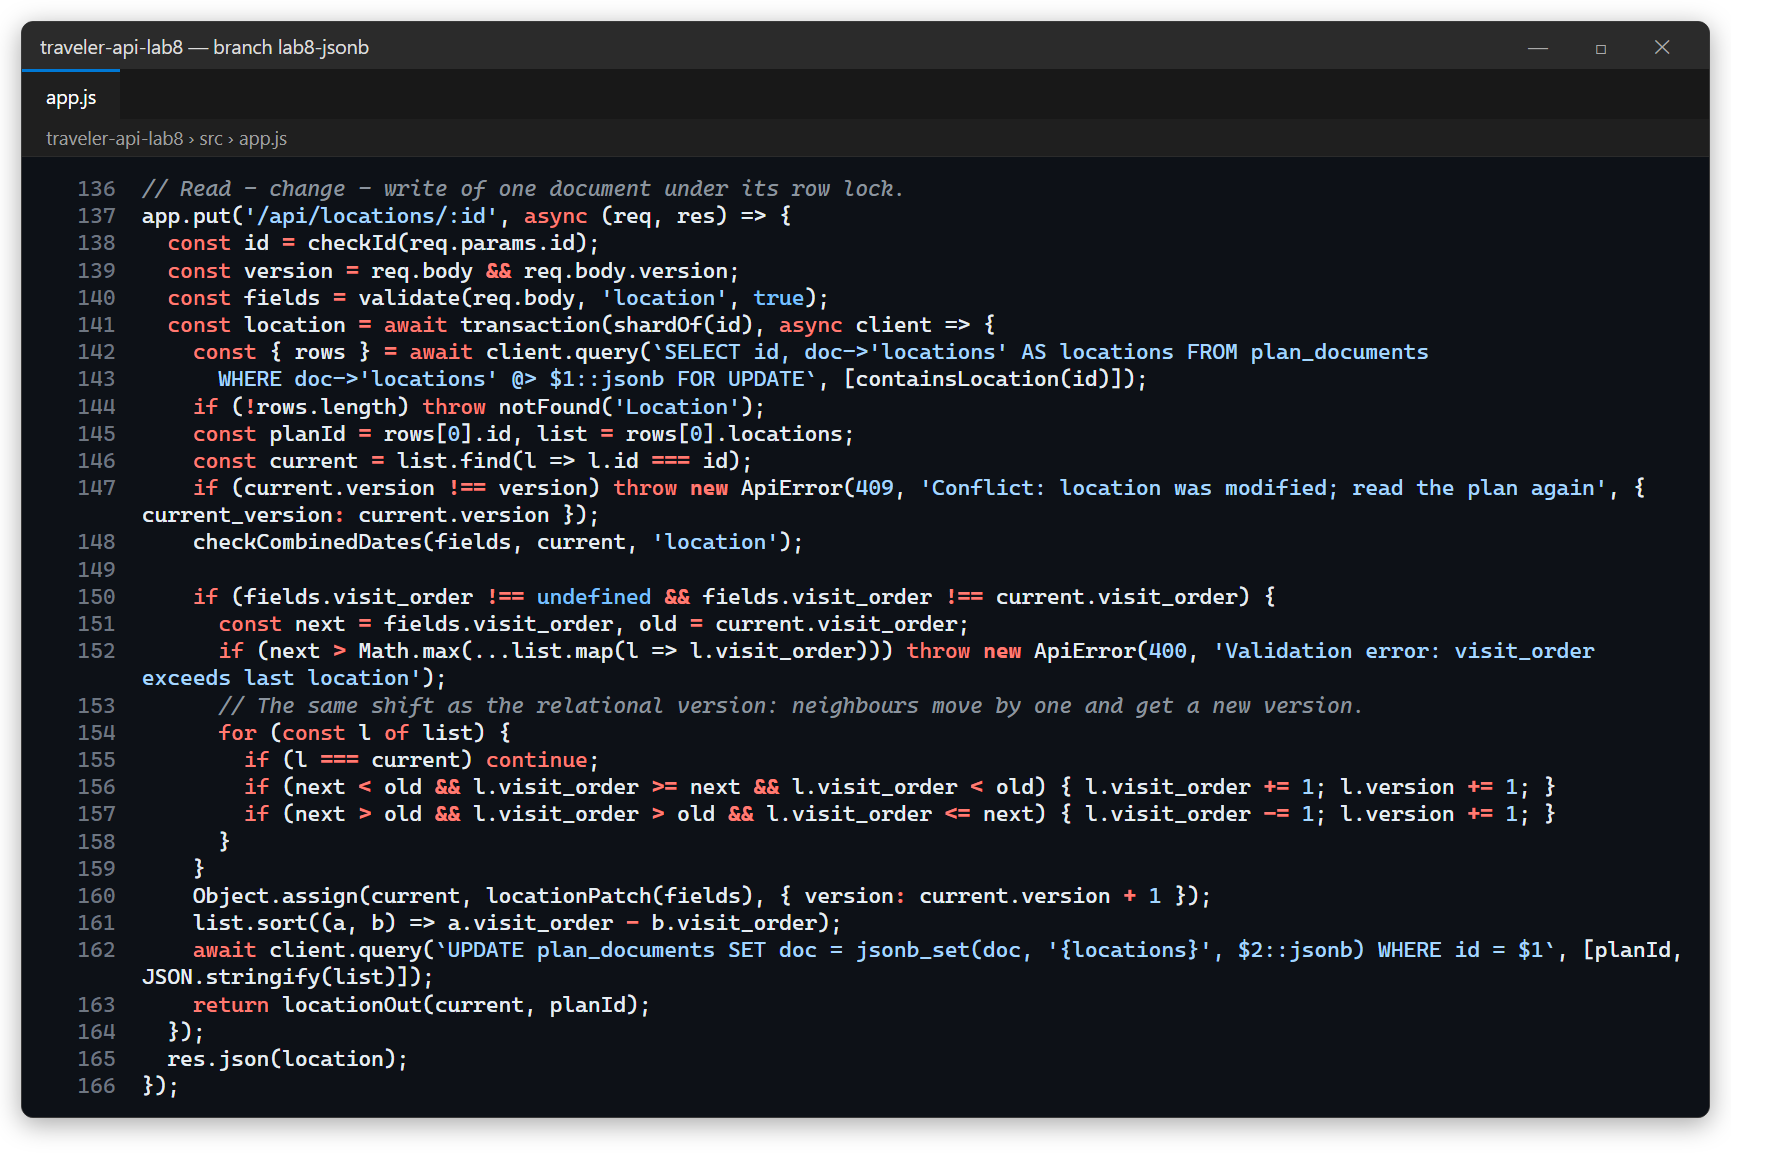 traveler-api-lab8 — branch lab8-jsonb
app.js
traveler-api-lab8 › src › app.js
136 // Read – change – write of one document under its row lock.
137 app.put('/api/locations/:id', async (req, res) => {
138   const id = checkId(req.params.id);
139   const version = req.body && req.body.version;
140   const fields = validate(req.body, 'location', true);
141   const location = await transaction(shardOf(id), async client => {
142     const { rows } = await client.query(`SELECT id, doc->'locations' AS locations FROM plan_documents
143       WHERE doc->'locations' @> $1::jsonb FOR UPDATE`, [containsLocation(id)]);
144     if (!rows.length) throw notFound('Location');
145     const planId = rows[0].id, list = rows[0].locations;
146     const current = list.find(l => l.id === id);
147     if (current.version !== version) throw new ApiError(409, 'Conflict: location was modified; read the plan again', {
current_version: current.version });
148     checkCombinedDates(fields, current, 'location');
149
150     if (fields.visit_order !== undefined && fields.visit_order !== current.visit_order) {
151       const next = fields.visit_order, old = current.visit_order;
152       if (next > Math.max(...list.map(l => l.visit_order))) throw new ApiError(400, 'Validation error: visit_order
exceeds last location');
153       // The same shift as the relational version: neighbours move by one and get a new version.
154       for (const l of list) {
155         if (l === current) continue;
156         if (next < old && l.visit_order >= next && l.visit_order < old) { l.visit_order += 1; l.version += 1; }
157         if (next > old && l.visit_order > old && l.visit_order <= next) { l.visit_order -= 1; l.version += 1; }
158       }
159     }
160     Object.assign(current, locationPatch(fields), { version: current.version + 1 });
161     list.sort((a, b) => a.visit_order - b.visit_order);
162     await client.query(`UPDATE plan_documents SET doc = jsonb_set(doc, '{locations}', $2::jsonb) WHERE id = $1`, [planId,
JSON.stringify(list)]);
163     return locationOut(current, planId);
164   });
165   res.json(location);
166 });